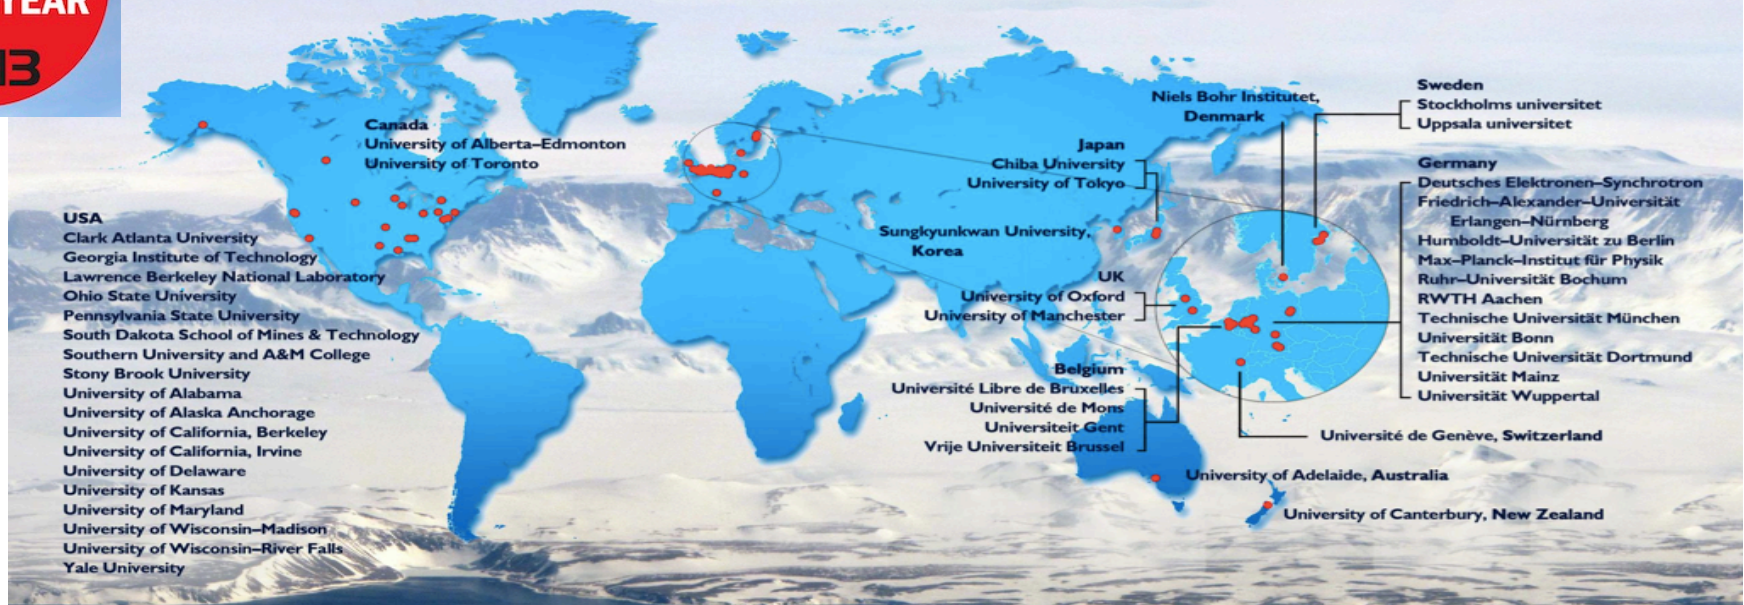 YEAR
13
Canada
University of Alberta–Edmonton
University of Toronto
USA
Clark Atlanta University
Georgia Institute of Technology
Lawrence Berkeley National Laboratory
Ohio State University
Pennsylvania State University
South Dakota School of Mines & Technology
Southern University and A&M College
Stony Brook University
University of Alabama
University of Alaska Anchorage
University of California, Berkeley
University of California, Irvine
University of Delaware
University of Kansas
University of Maryland
University of Wisconsin–Madison
University of Wisconsin–River Falls
Yale University
Niels Bohr Institutet,
Denmark
Japan
Chiba University
University of Tokyo
Sungkyunkwan University,
Korea
UK
University of Oxford
University of Manchester
Belgium
Université Libre de Bruxelles
Université de Mons
Universiteit Gent
Vrije Universiteit Brussel
Sweden
Stockholms universitet
Uppsala universitet
Germany
Deutsches Elektronen–Synchrotron
Friedrich–Alexander–Universität
Erlangen–Nürnberg
Humboldt–Universität zu Berlin
Max–Planck–Institut für Physik
Ruhr–Universität Bochum
RWTH Aachen
Technische Universität München
Universität Bonn
Technische Universität Dortmund
Universität Mainz
Universität Wuppertal
Université de Genève, Switzerland
University of Adelaide, Australia
University of Canterbury, New Zealand